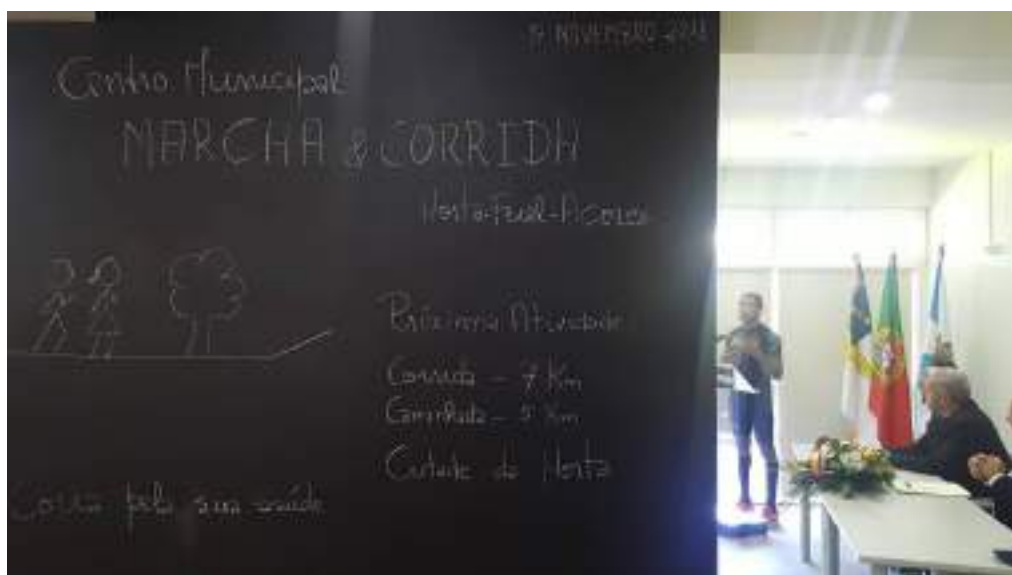 NOVEMBRO
Centro Municipal
MARCHA & CORRIDA
Horta-Faial-Açores
Próxima Atividade
Corrida - 7 Km
Caminhada - 5 Km
Cidade da Horta
Corra pela sua saúde